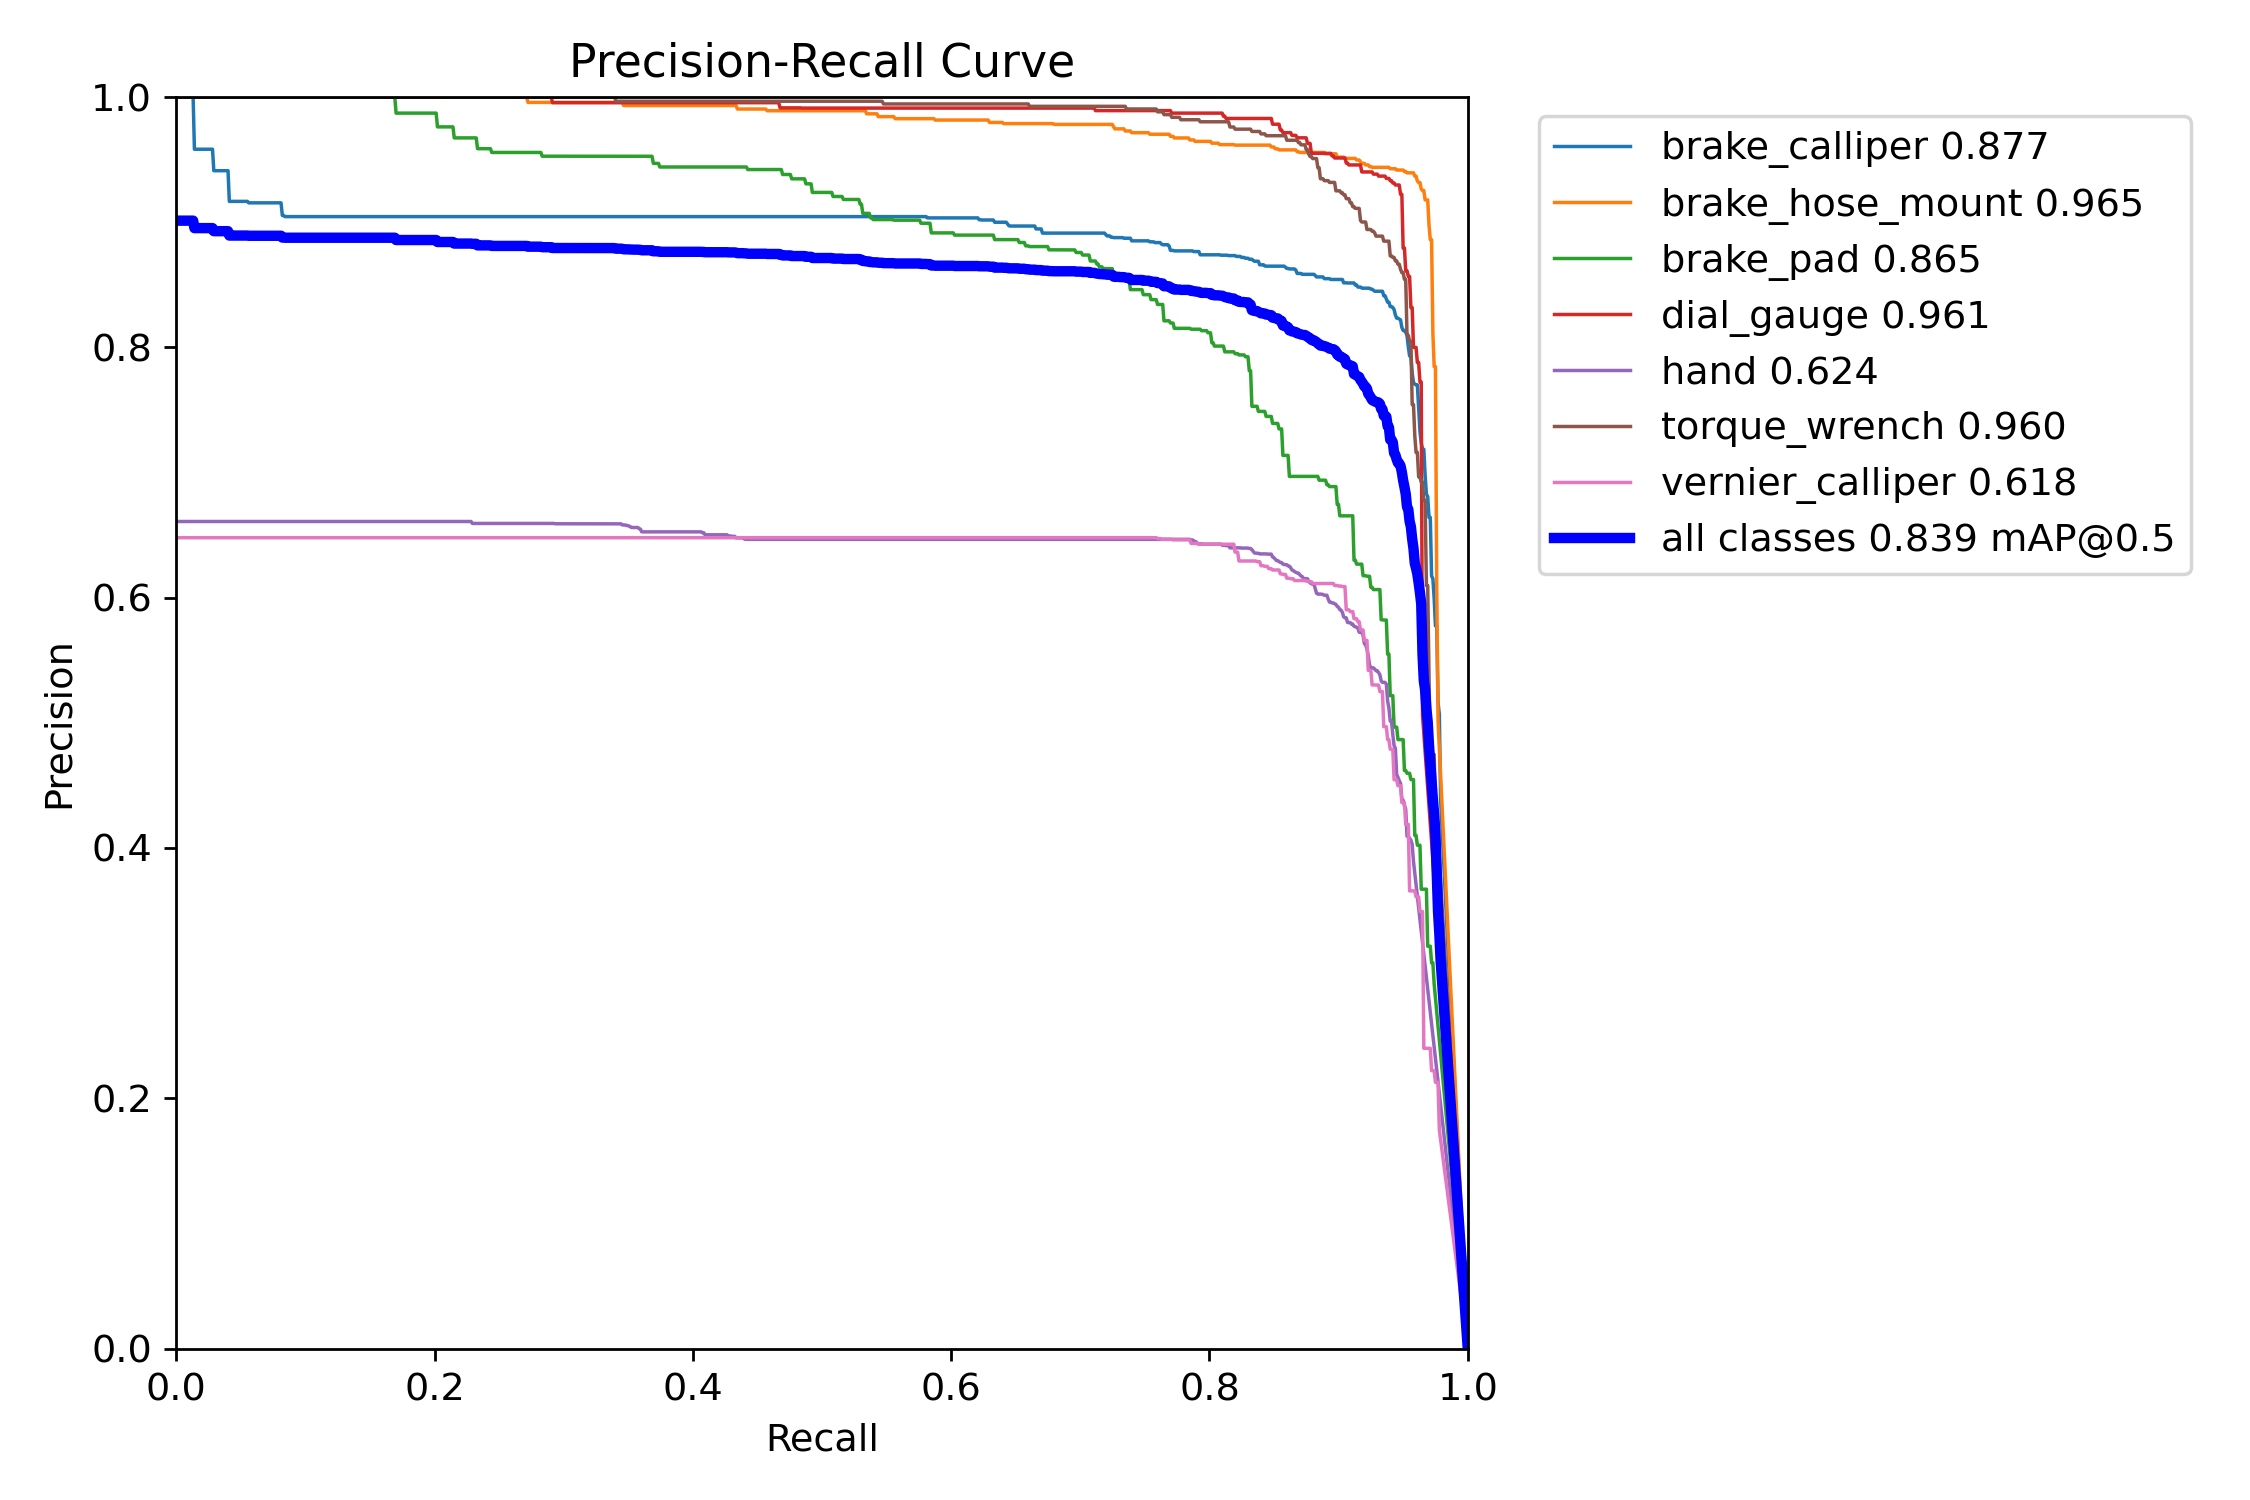 Precision-Recall Curve
1.0
0.8
0.6
0.4
0.2
0.0
Precision
0.0 0.2 0.4 0.6 0.8 1.0
Recall
brake_calliper 0.877
brake_hose_mount 0.965
brake_pad 0.865
dial_gauge 0.961
hand 0.624
torque_wrench 0.960
vernier_calliper 0.618
all classes 0.839 mAP@0.5